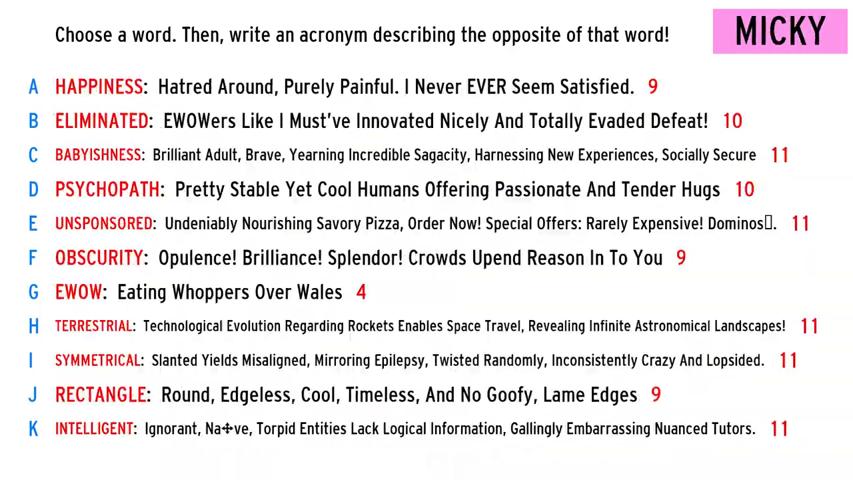 Choose a word. Then, write an acronym describing the opposite of that word!
MICKY
A HAPPINESS: Hatred Around, Purely Painful. I Never EVER Seem Satisfied. 9
B ELIMINATED: EWOWers Like I Must've Innovated Nicely And Totally Evaded Defeat! 10
C BABYISHNESS: Brilliant Adult, Brave, Yearning Incredible Sagacity, Harnessing New Experiences, Socially Secure 11
D PSYCHOPATH: Pretty Stable Yet Cool Humans Offering Passionate And Tender Hugs 10
E UNSPONSORED: Undeniably Nourishing Savory Pizza, Order Now! Special Offers: Rarely Expensive! Dominos▯. 11
F OBSCURITY: Opulence! Brilliance! Splendor! Crowds Upend Reason In To You 9
G EWOW: Eating Whoppers Over Wales 4
H TERRESTRIAL: Technological Evolution Regarding Rockets Enables Space Travel, Revealing Infinite Astronomical Landscapes! 11
I SYMMETRICAL: Slanted Yields Misaligned, Mirroring Epilepsy, Twisted Randomly, Inconsistently Crazy And Lopsided. 11
J RECTANGLE: Round, Edgeless, Cool, Timeless, And No Goofy, Lame Edges 9
K INTELLIGENT: Ignorant, Na✢ve, Torpid Entities Lack Logical Information, Gallingly Embarrassing Nuanced Tutors. 11